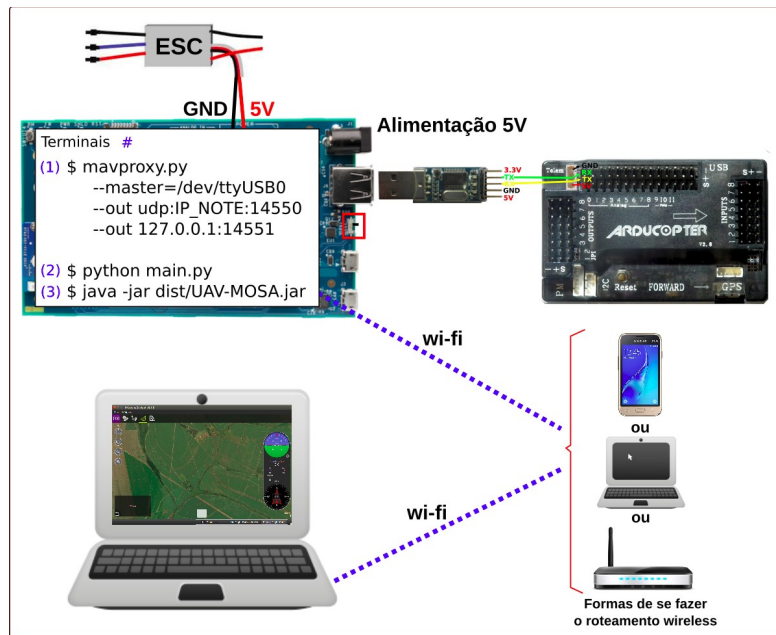 ESC
GND 5V
Alimentação 5V
Terminais #
(1) $ mavproxy.py
--master=/dev/ttyUSB0
--out udp:IP_NOTE:14550
--out 127.0.0.1:14551
(2) $ python main.py
(3) $ java -jar dist/UAV-MOSA.jar
3.3V
TX
GND
5V
Telem
GND
TX
USB
S+
S+-
OUTPUTS
INPUTS
ARDUCOPTER
-+S
PM
I2C
Reset
FORWARD
GPS
wi-fi
wi-fi
ou
ou
Formas de se fazer
o roteamento wireless